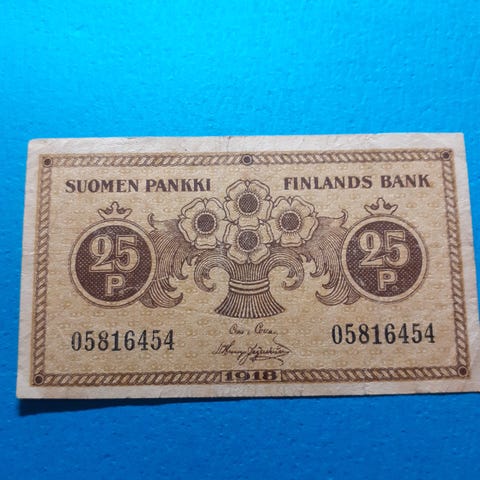 SUOMEN PANKKI FINLANDS BANK
25 P 25 P
05816454 05816454
1918